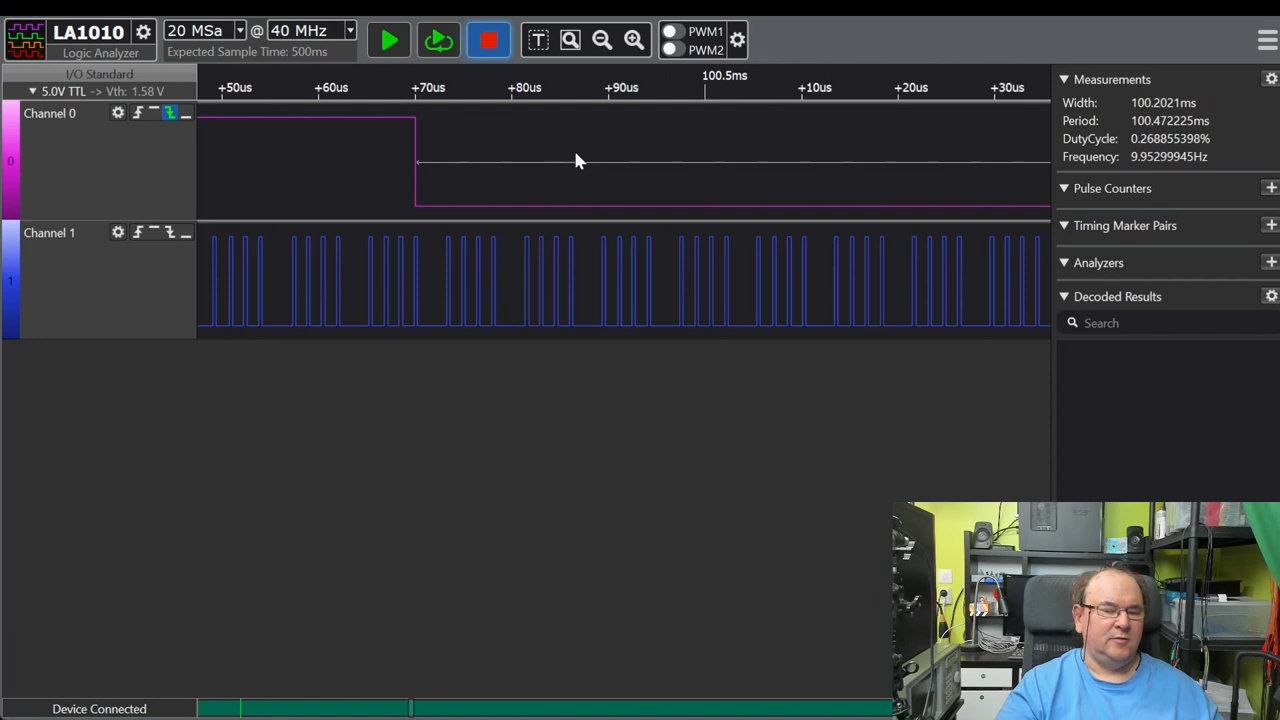 LA1010
Logic Analyzer
20 MSa @ 40 MHz
Expected Sample Time: 500ms
PWM1
PWM2
I/O Standard
5.0V TTL -> Vth: 1.58 V
+50us +60us +70us +80us +90us 100.5ms +10us +20us +30us
Channel 0
0
Channel 1
1
Measurements
Width: 100.2021ms
Period: 100.472225ms
DutyCycle: 0.268855398%
Frequency: 9.95299945Hz
Pulse Counters
Timing Marker Pairs
Analyzers
Decoded Results
Search
Device Connected